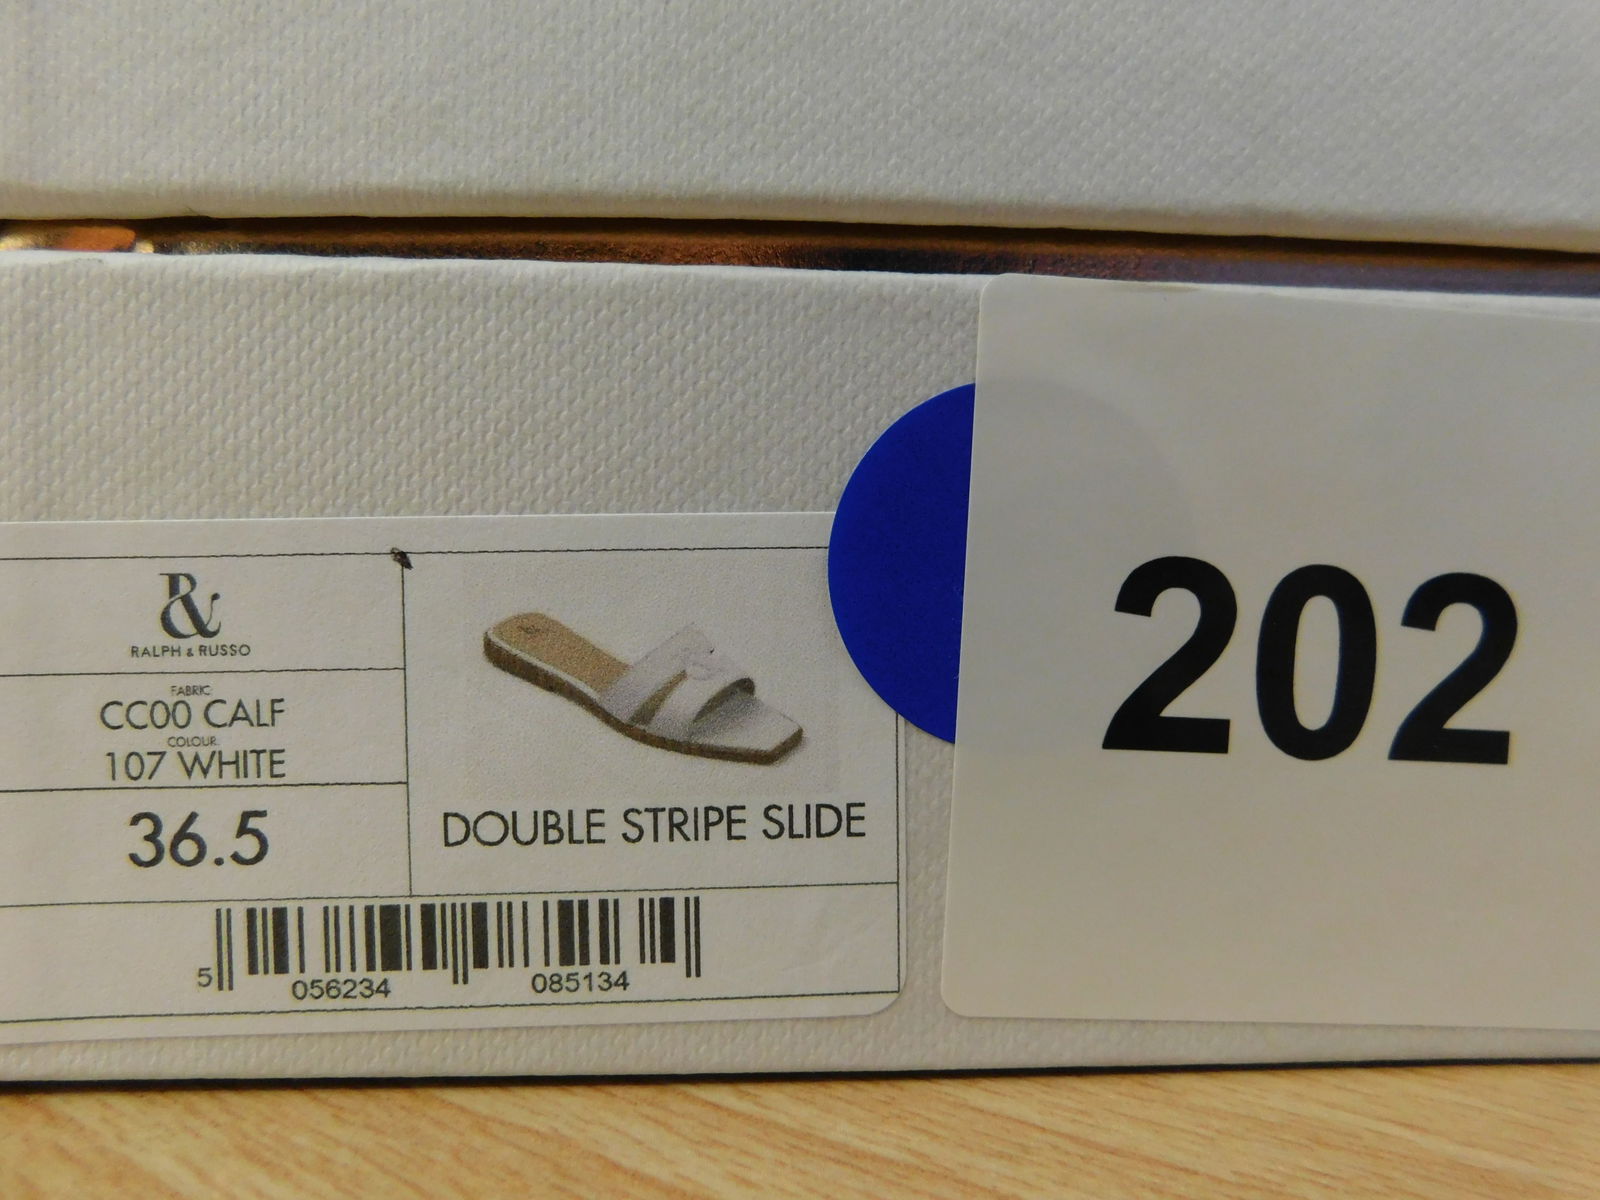 &
RALPH & RUSSO
FABRIC
CC00 CALF
COLOUR
107 WHITE
36.5
DOUBLE STRIPE SLIDE
5 056234 085134
202